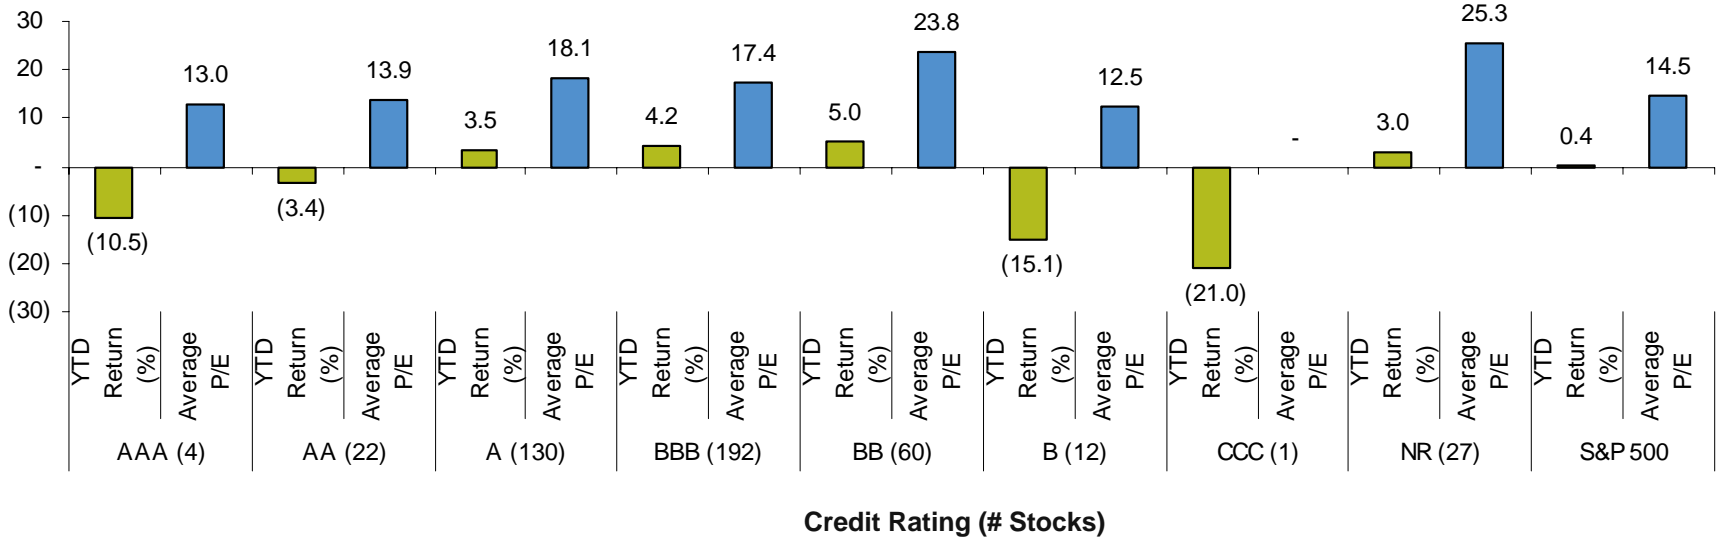 30
20
10
-
(10)
(20)
(30)
13.0
(10.5)
13.9
(3.4)
3.5
18.1
4.2
17.4
5.0
23.8
(15.1)
12.5
(21.0)
-
3.0
25.3
0.4
14.5
YTD
Return
(%)
Average
P/E
YTD
Return
(%)
Average
P/E
YTD
Return
(%)
Average
P/E
YTD
Return
(%)
Average
P/E
YTD
Return
(%)
Average
P/E
YTD
Return
(%)
Average
P/E
YTD
Return
(%)
Average
P/E
YTD
Return
(%)
Average
P/E
YTD
Return
(%)
Average
P/E
AAA (4)
AA (22)
A (130)
BBB (192)
BB (60)
B (12)
CCC (1)
NR (27)
S&P 500
Credit Rating (# Stocks)